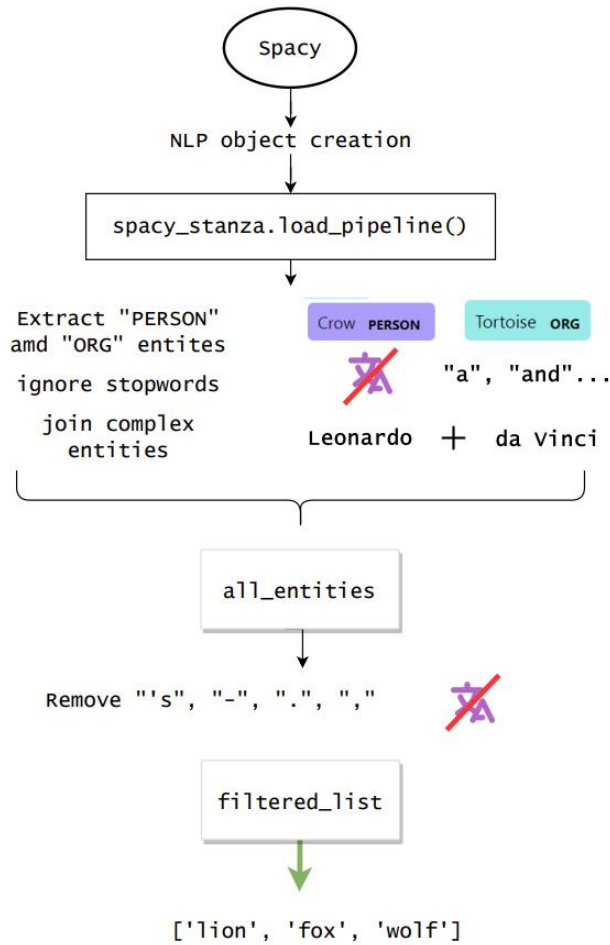 Spacy
NLP object creation
spacy_stanza.load_pipeline()
Extract "PERSON"
amd "ORG" entites
ignore stopwords
join complex
entities
Crow PERSON
Tortoise ORG
"a", "and"...
Leonardo + da Vinci
all_entities
Remove "'s", "-", ".", ","
filtered_list
['lion', 'fox', 'wolf']